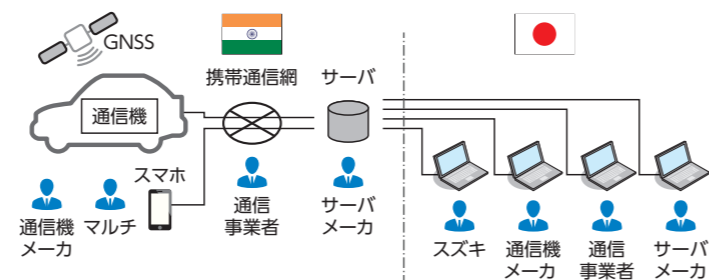 GNSS
携帯通信網
サーバ
通信機
スマホ
通信機
メーカ
マルチ
通信
事業者
サーバ
メーカ
スズキ
通信機
メーカ
通信
事業者
サーバ
メーカ